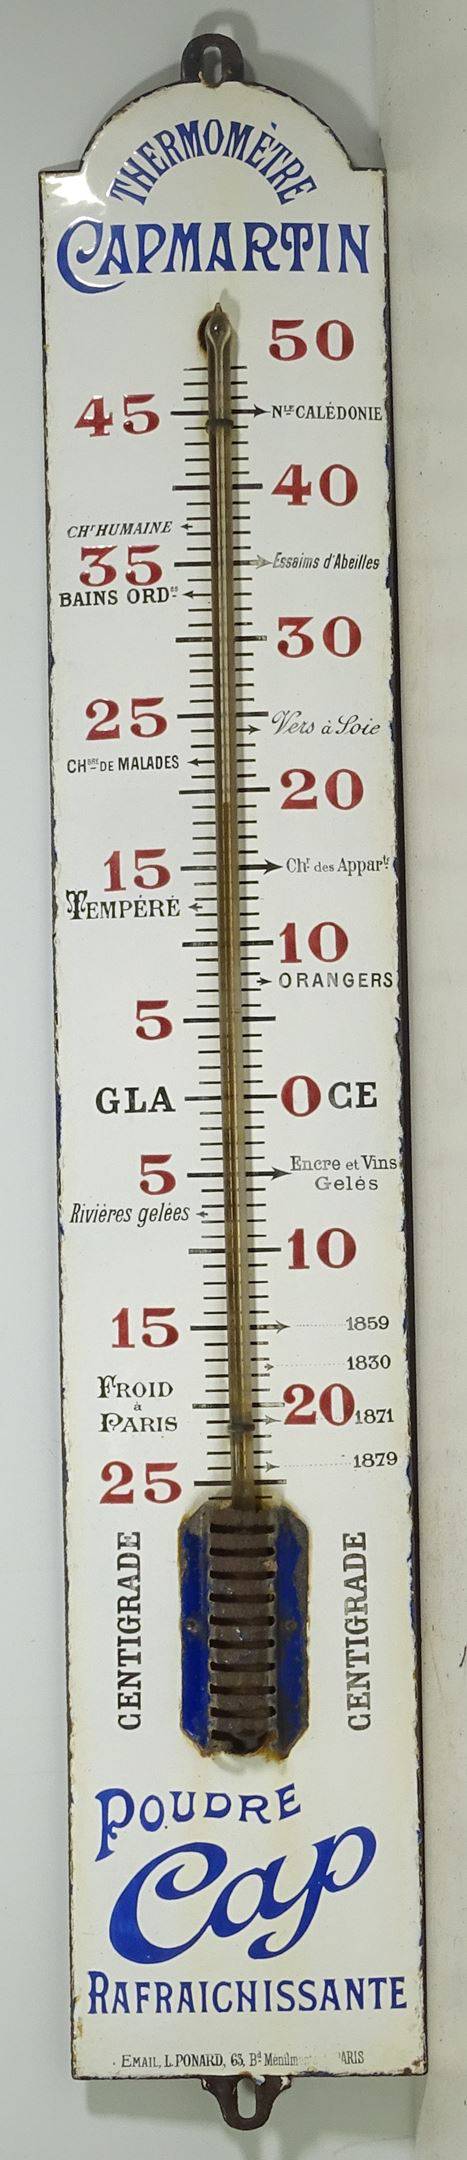 THERMOMÈTRE
CAPMARTIN
50
45 NLE CALÉDONIE
40
CHR HUMAINE
35 Essaims d'Abeilles
BAINS ORDES
30
25 Vers à Soie
CHBRE DE MALADES
20
15 Chr des Apparts
TEMPÉRÉ
10
ORANGERS
5
GLA 0 CE
5 Encre et Vins
Gelés
Rivières gelées
10
15 1859
1830
FROID
à
PARIS
20 1871
1879
25
CENTIGRADE CENTIGRADE
POUDRE
Cap
RAFRAICHISSANTE
EMAIL, L. PONARD, 63, Bd PARIS